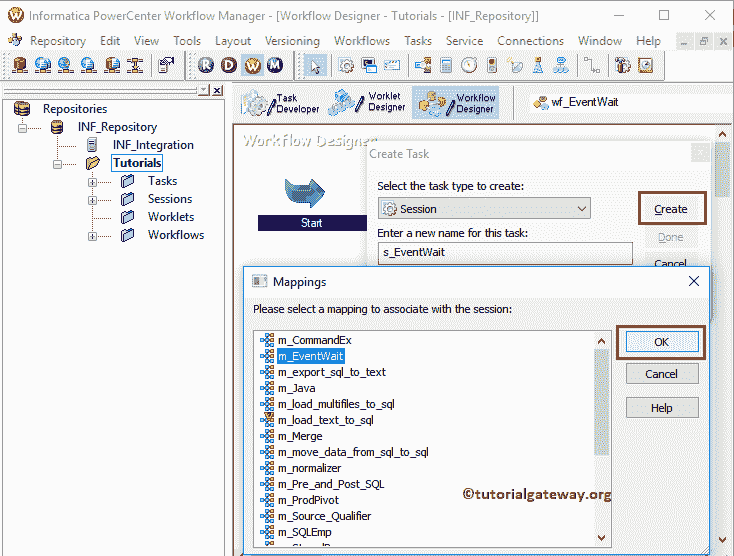 Informatica PowerCenter Workflow Manager - [Workflow Designer - Tutorials - [INF_Repository]]
Repository Edit View Tools Layout Versioning Workflows Tasks Service Connections Window Help
R D W M
Repositories
INF_Repository
INF_Integration
Tutorials
Tasks
Sessions
Worklets
Workflows
Task Developer
Worklet Designer
Workflow Designer
wf_EventWait
Workflow Designer
Start
Create Task
Select the task type to create:
Session
Create
Enter a new name for this task:
Done
s_EventWait
Cancel
Mappings
Please select a mapping to associate with the session:
m_CommandEx
m_EventWait
m_export_sql_to_text
m_Java
m_load_multifiles_to_sql
m_load_text_to_sql
m_Merge
m_move_data_from_sql_to_sql
m_normalizer
m_Pre_and_Post_SQL
m_ProdPivot
m_Source_Qualifier
m_SQLEmp
OK
Cancel
Help
©tutorialgateway.org